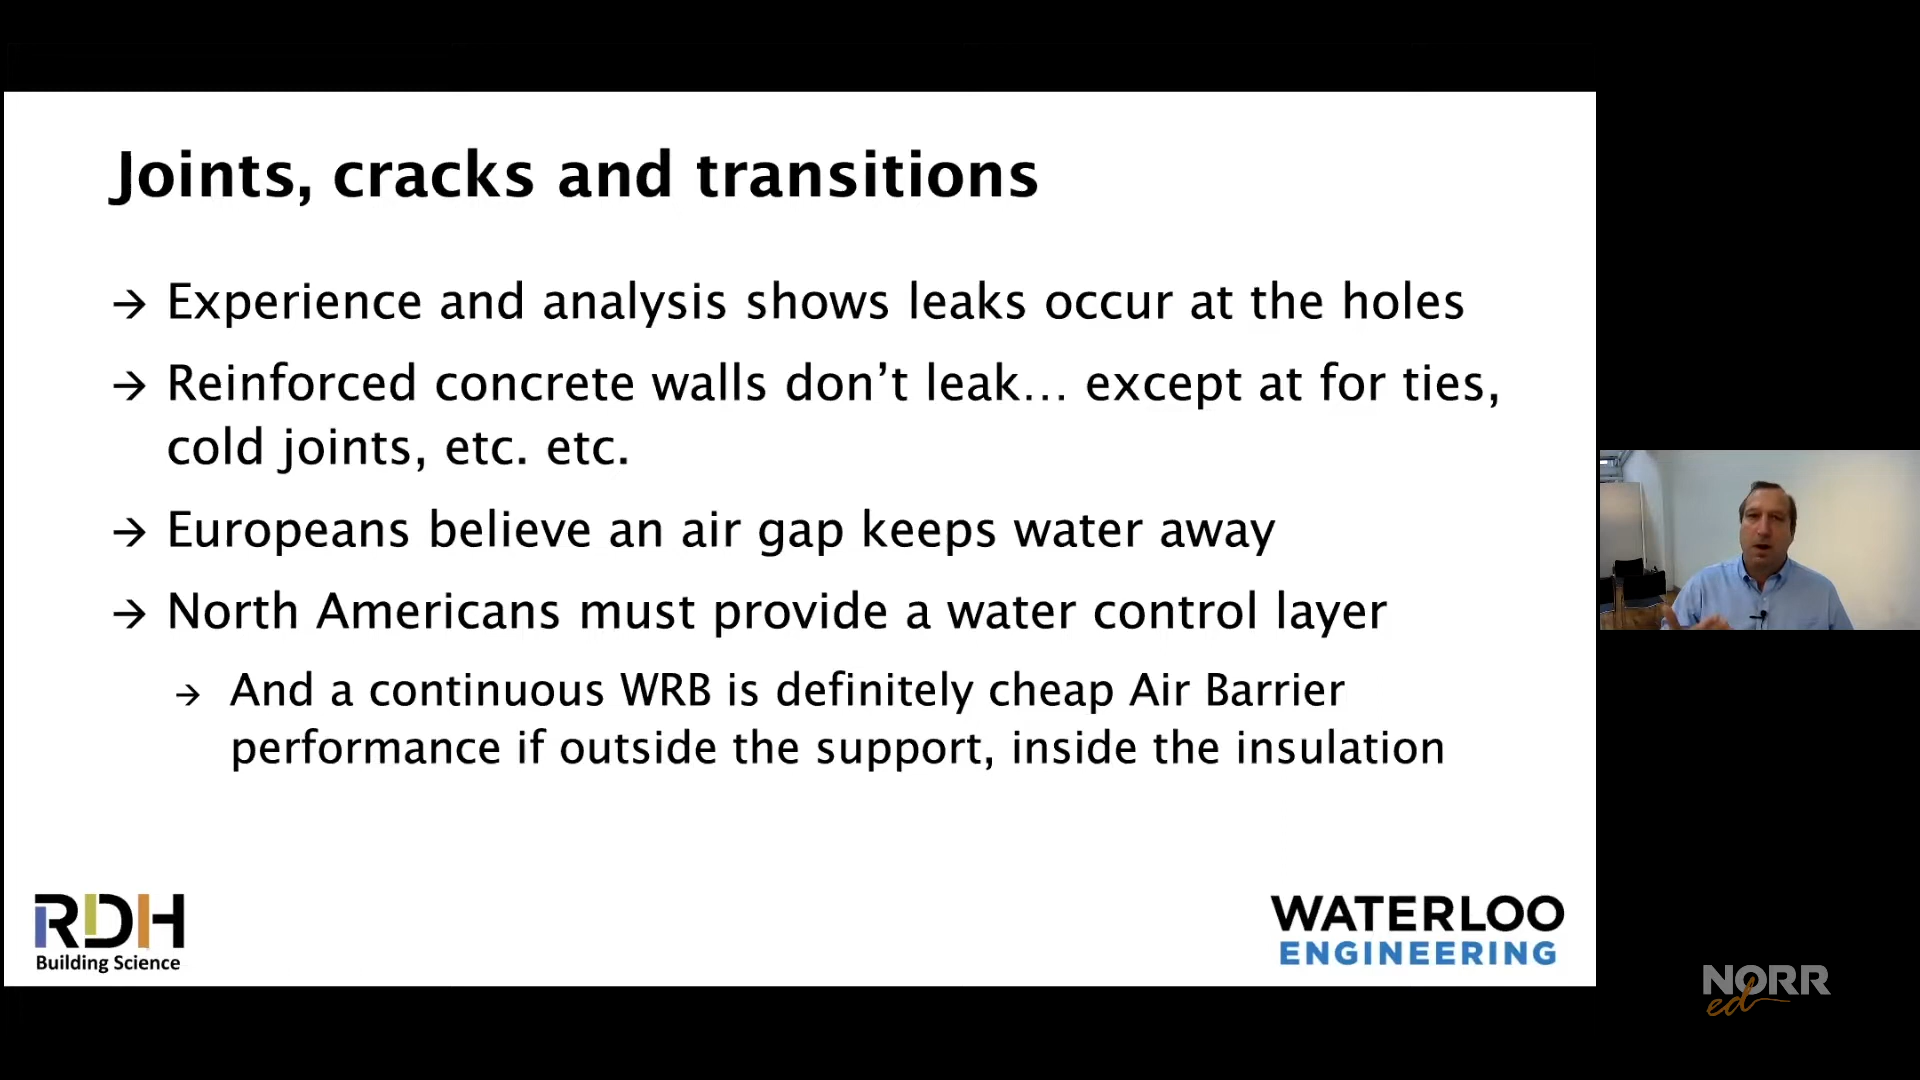 Joints, cracks and transitions
→ Experience and analysis shows leaks occur at the holes
→ Reinforced concrete walls don’t leak… except at for ties,
cold joints, etc. etc.
→ Europeans believe an air gap keeps water away
→ North Americans must provide a water control layer
→ And a continuous WRB is definitely cheap Air Barrier
performance if outside the support, inside the insulation
RDH
Building Science
WATERLOO
ENGINEERING
NORR
ed